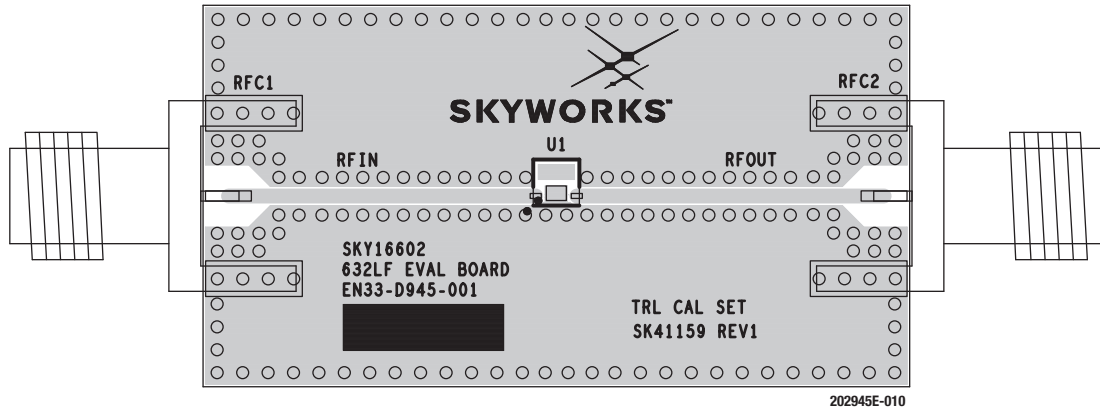 SKYWORKS™
RFC1
RFC2
U1
RFIN
RFOUT
SKY16602
632LF EVAL BOARD
EN33-D945-001
TRL CAL SET
SK41159 REV1
202945E-010